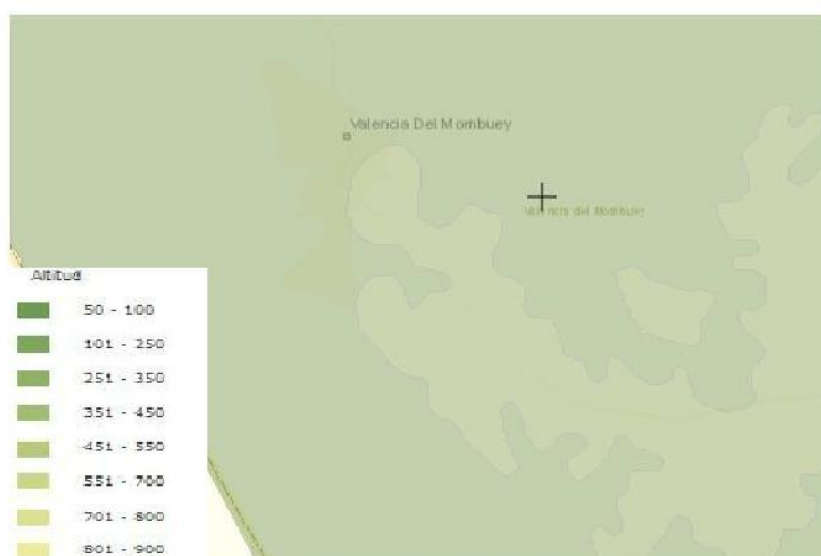 Valencia Del Mombuey
Valencia del Mombuey
Altitud
50 - 100
101 - 250
251 - 350
351 - 450
451 - 550
551 - 700
701 - 800
801 - 900